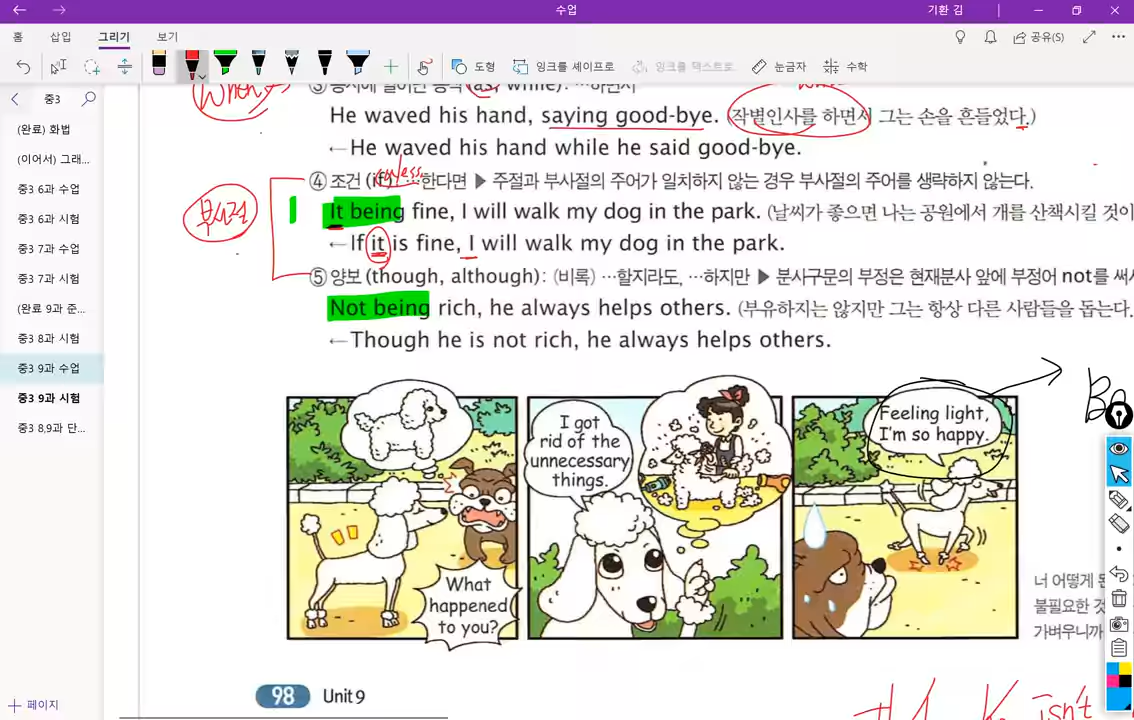 수업
기환 김
홈 삽입 그리기 보기
공유(S)
도형 잉크를 셰이프로 잉크를 텍스트로 눈금자 수학
중3
(완료) 화법
(이어서) 그래...
중3 6과 수업
중3 6과 시험
중3 7과 수업
중3 7과 시험
(완료 9과 준...
중3 8과 시험
중3 9과 수업
중3 9과 시험
중3 8,9과 단...
페이지
When
③ 동시에 일어난 동작 (as, while): …하면서
He waved his hand, saying good-bye. (작별인사를 하면서 그는 손을 흔들었다.)
←He waved his hand while he said good-bye.
unless
④ 조건 (if): …한다면 ▶ 주절과 부사절의 주어가 일치하지 않는 경우 부사절의 주어를 생략하지 않는다.
부사절
It being fine, I will walk my dog in the park. (날씨가 좋으면 나는 공원에서 개를 산책시킬 것이
←If it is fine, I will walk my dog in the park.
⑤ 양보 (though, although): (비록) …할지라도, …하지만 ▶ 분사구문의 부정은 현재분사 앞에 부정어 not를 써서
Not being rich, he always helps others. (부유하지는 않지만 그는 항상 다른 사람들을 돕는다.
←Though he is not rich, he always helps others.
What
happened
to you?
I got
rid of the
unnecessary
things.
Feeling light,
I'm so happy.
Be
너 어떻게 된
불필요한 것
가벼우니까
98 Unit 9
isn't